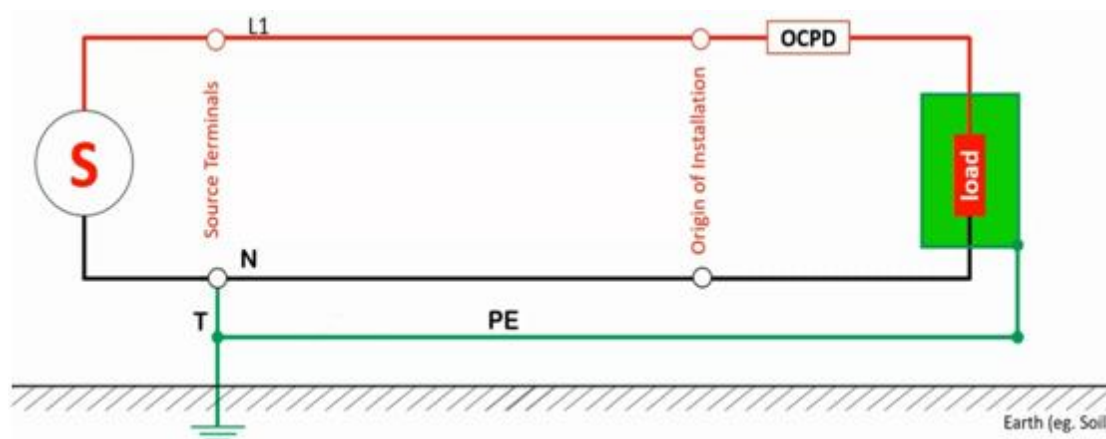 L1
OCPD
Source Terminals
Origin of Installation
S
load
N
T
PE
Earth (eg. Soil